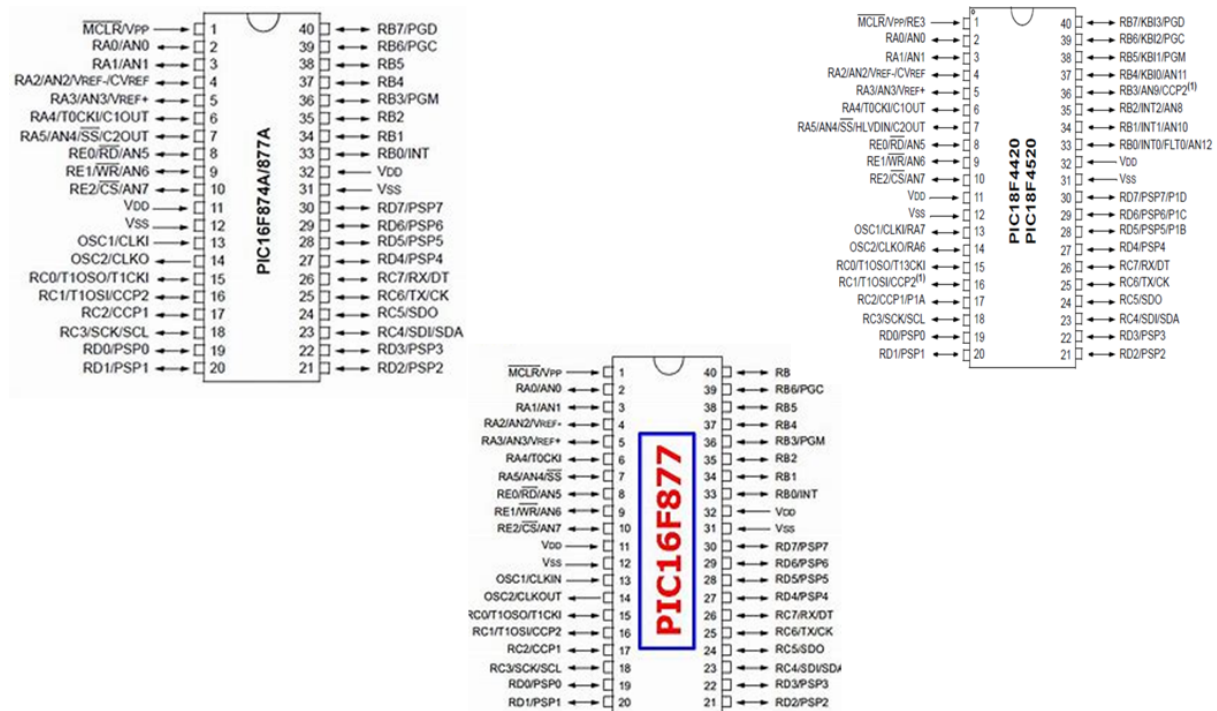 MCLR/VPP 1 40 RB7/PGD
RA0/AN0 2 39 RB6/PGC
RA1/AN1 3 38 RB5
RA2/AN2/VREF-/CVREF 4 37 RB4
RA3/AN3/VREF+ 5 36 RB3/PGM
RA4/T0CKI/C1OUT 6 35 RB2
RA5/AN4/SS/C2OUT 7 34 RB1
RE0/RD/AN5 8 33 RB0/INT
RE1/WR/AN6 9 32 VDD
RE2/CS/AN7 10 31 VSS
VDD 11 30 RD7/PSP7
VSS 12 29 RD6/PSP6
OSC1/CLKI 13 28 RD5/PSP5
OSC2/CLKO 14 27 RD4/PSP4
RC0/T1OSO/T1CKI 15 26 RC7/RX/DT
RC1/T1OSI/CCP2 16 25 RC6/TX/CK
RC2/CCP1 17 24 RC5/SDO
RC3/SCK/SCL 18 23 RC4/SDI/SDA
RD0/PSP0 19 22 RD3/PSP3
RD1/PSP1 20 21 RD2/PSP2
PIC16F874A/877A
MCLR/VPP/RE3 1 40 RB7/KBI3/PGD
RA0/AN0 2 39 RB6/KBI2/PGC
RA1/AN1 3 38 RB5/KBI1/PGM
RA2/AN2/VREF-/CVREF 4 37 RB4/KBI0/AN11
RA3/AN3/VREF+ 5 36 RB3/AN9/CCP2(1)
RA4/T0CKI/C1OUT 6 35 RB2/INT2/AN8
RA5/AN4/SS/HLVDIN/C2OUT 7 34 RB1/INT1/AN10
RE0/RD/AN5 8 33 RB0/INT0/FLT0/AN12
RE1/WR/AN6 9 32 VDD
RE2/CS/AN7 10 31 VSS
VDD 11 30 RD7/PSP7/P1D
VSS 12 29 RD6/PSP6/P1C
OSC1/CLKI/RA7 13 28 RD5/PSP5/P1B
OSC2/CLKO/RA6 14 27 RD4/PSP4
RC0/T1OSO/T13CKI 15 26 RC7/RX/DT
RC1/T1OSI/CCP2(1) 16 25 RC6/TX/CK
RC2/CCP1/P1A 17 24 RC5/SDO
RC3/SCK/SCL 18 23 RC4/SDI/SDA
RD0/PSP0 19 22 RD3/PSP3
RD1/PSP1 20 21 RD2/PSP2
PIC18F4420
PIC18F4520
MCLR/VPP 1 40 RB
RA0/AN0 2 39 RB6/PGC
RA1/AN1 3 38 RB5
RA2/AN2/VREF- 4 37 RB4
RA3/AN3/VREF+ 5 36 RB3/PGM
RA4/T0CKI 6 35 RB2
RA5/AN4/SS 7 34 RB1
RE0/RD/AN5 8 33 RB0/INT
RE1/WR/AN6 9 32 VDD
RE2/CS/AN7 10 31 VSS
VDD 11 30 RD7/PSP7
VSS 12 29 RD6/PSP6
OSC1/CLKIN 13 28 RD5/PSP5
OSC2/CLKOUT 14 27 RD4/PSP4
RC0/T1OSO/T1CKI 15 26 RC7/RX/DT
RC1/T1OSI/CCP2 16 25 RC6/TX/CK
RC2/CCP1 17 24 RC5/SDO
RC3/SCK/SCL 18 23 RC4/SDI/SDA
RD0/PSP0 19 22 RD3/PSP3
RD1/PSP1 20 21 RD2/PSP2
PIC16F877